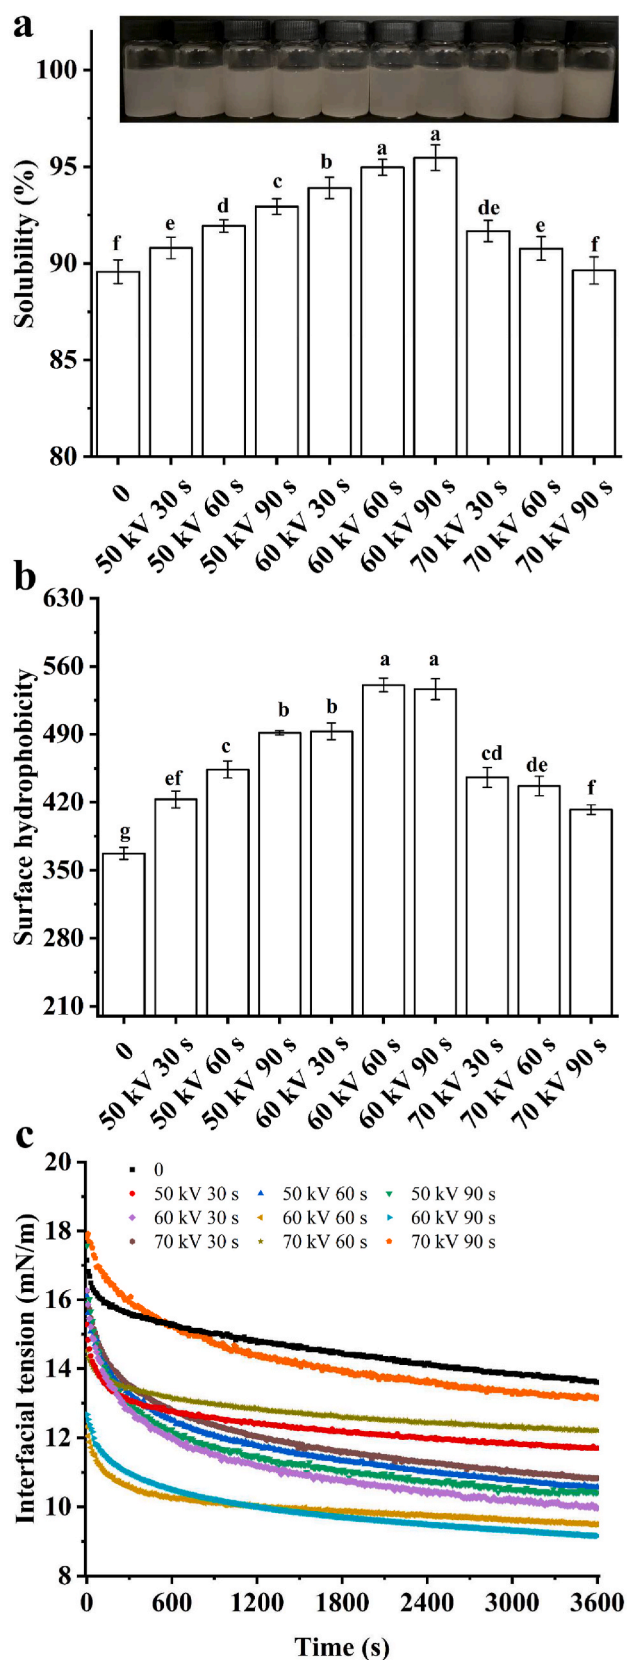 a
100
95
90
85
80
Solubility (%)
f
e
d
c
b
a
a
de
e
f
0
50 kV 30 s
50 kV 60 s
50 kV 90 s
60 kV 30 s
60 kV 60 s
60 kV 90 s
70 kV 30 s
70 kV 60 s
70 kV 90 s
b
630
560
490
420
350
280
210
Surface hydrophobicity
g
ef
c
b
b
a
a
cd
de
f
0
50 kV 30 s
50 kV 60 s
50 kV 90 s
60 kV 30 s
60 kV 60 s
60 kV 90 s
70 kV 30 s
70 kV 60 s
70 kV 90 s
c
20
18
16
14
12
10
8
Interfacial tension (mN/m)
0
50 kV 30 s 50 kV 60 s 50 kV 90 s
60 kV 30 s 60 kV 60 s 60 kV 90 s
70 kV 30 s 70 kV 60 s 70 kV 90 s
0 600 1200 1800 2400 3000 3600
Time (s)